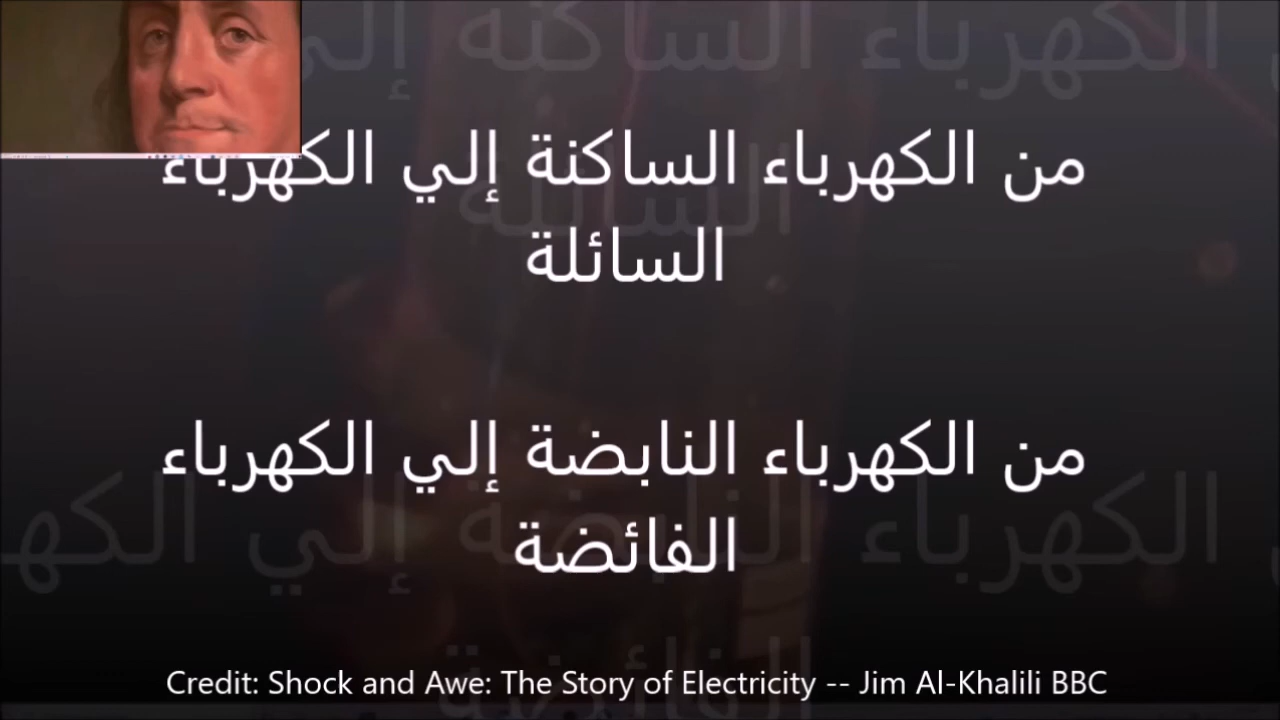 من الكهرباء الساكنة إلي الكهرباء
السائلة
من الكهرباء النابضة إلي الكهرباء
الفائضة
Credit: Shock and Awe: The Story of Electricity -- Jim Al-Khalili BBC